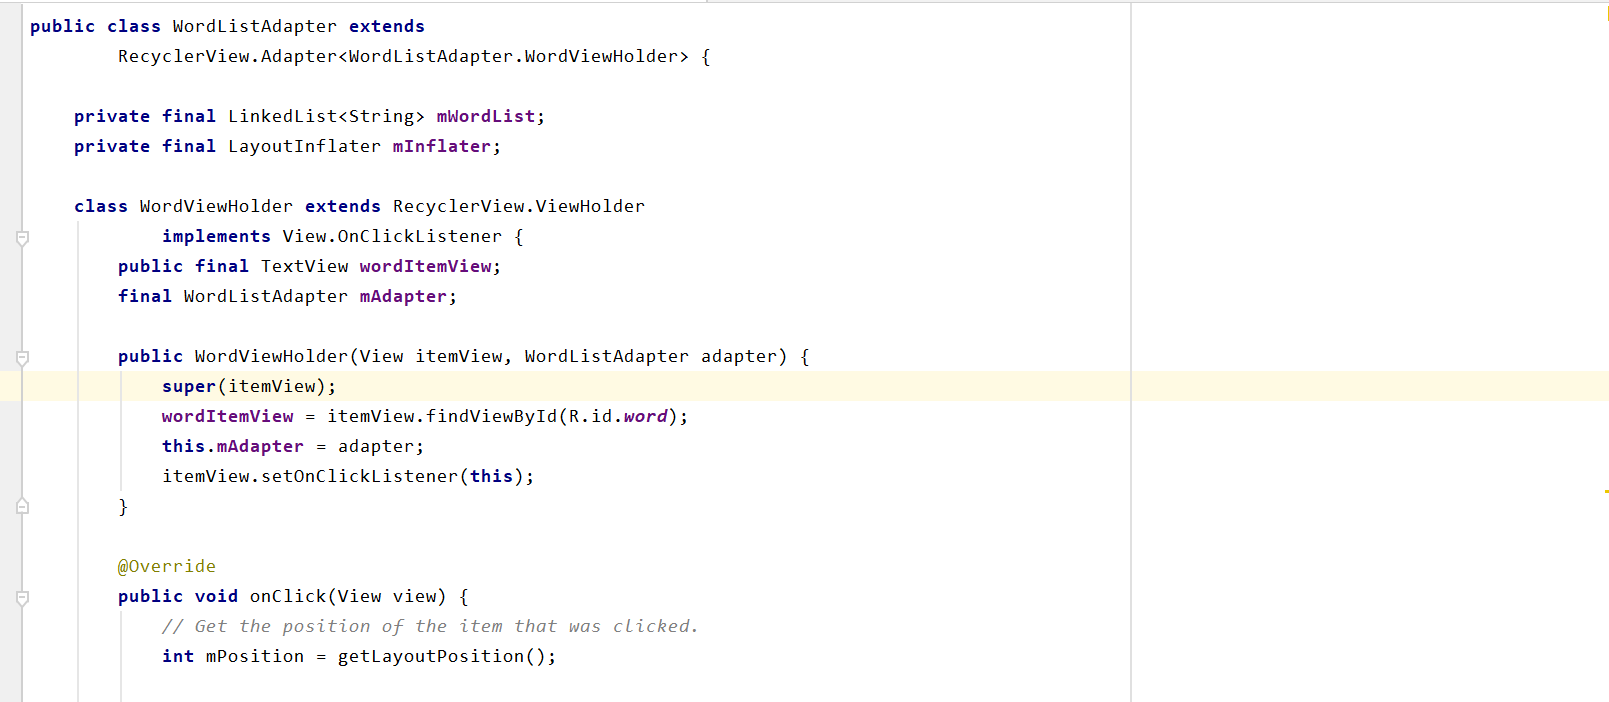 public class WordListAdapter extends
        RecyclerView.Adapter<WordListAdapter.WordViewHolder> {
    private final LinkedList<String> mWordList;
    private final LayoutInflater mInflater;
    class WordViewHolder extends RecyclerView.ViewHolder
            implements View.OnClickListener {
        public final TextView wordItemView;
        final WordListAdapter mAdapter;
        public WordViewHolder(View itemView, WordListAdapter adapter) {
            super(itemView);
            wordItemView = itemView.findViewById(R.id.word);
            this.mAdapter = adapter;
            itemView.setOnClickListener(this);
        }
        @Override
        public void onClick(View view) {
            // Get the position of the item that was clicked.
            int mPosition = getLayoutPosition();